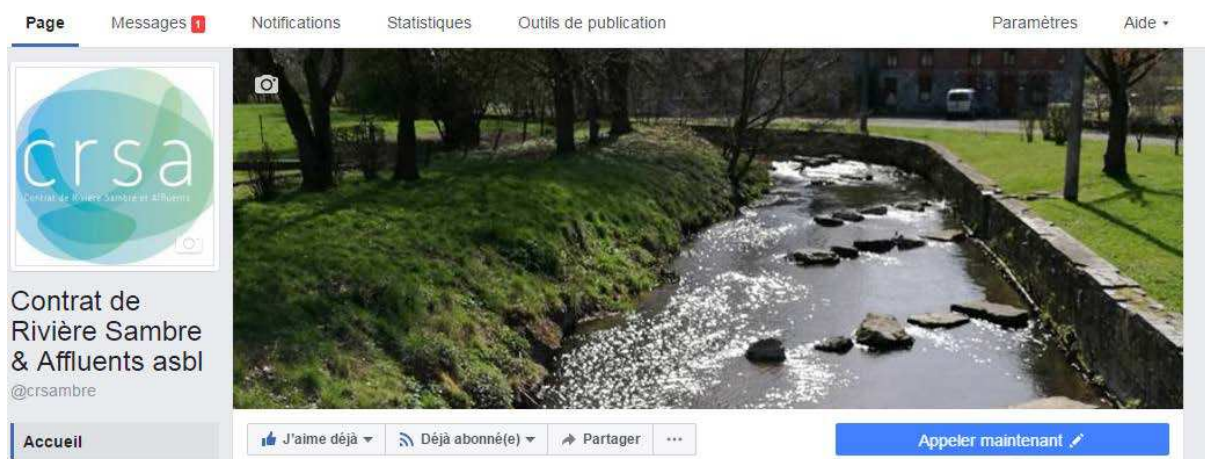 Page Messages 1 Notifications Statistiques Outils de publication Paramètres Aide
crsa
Contrat de Rivière Sambre et Affluents
Contrat de
Rivière Sambre
& Affluents asbl
@crsambre
Accueil
J'aime déjà Déjà abonné(e) Partager ... Appeler maintenant